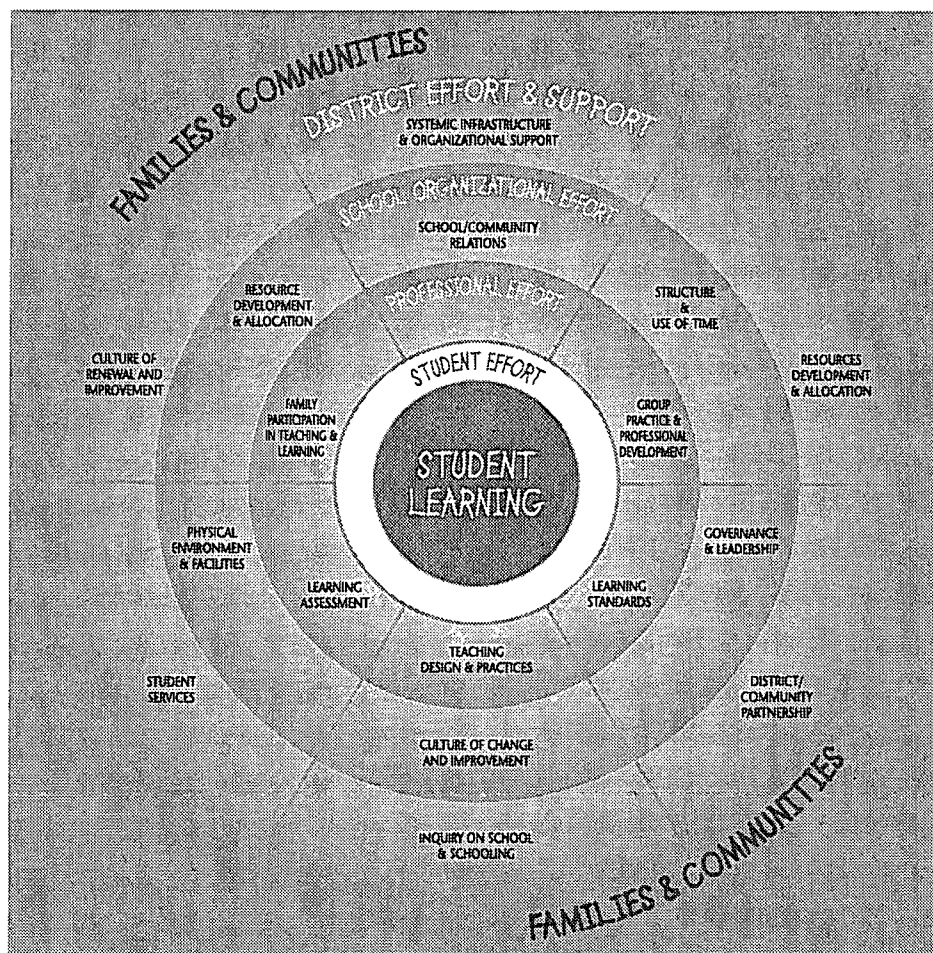 FAMILIES & COMMUNITIES
DISTRICT EFFORT & SUPPORT
SYSTEMIC INFRASTRUCTURE
& ORGANIZATIONAL SUPPORT
SCHOOL ORGANIZATIONAL EFFORT
SCHOOL/COMMUNITY
RELATIONS
RESOURCE
DEVELOPMENT
& ALLOCATION
PROFESSIONAL EFFORT
STRUCTURE
&
USE OF TIME
CULTURE OF
RENEWAL AND
IMPROVEMENT
STUDENT EFFORT
RESOURCES
DEVELOPMENT
& ALLOCATION
FAMILY
PARTICIPATION
IN TEACHING &
LEARNING
GROUP
PRACTICE &
PROFESSIONAL
DEVELOPMENT
STUDENT
LEARNING
PHYSICAL
ENVIRONMENT
& FACILITIES
GOVERNANCE
& LEADERSHIP
LEARNING
ASSESSMENT
LEARNING
STANDARDS
TEACHING
DESIGN & PRACTICES
STUDENT
SERVICES
DISTRICT/
COMMUNITY
PARTNERSHIP
CULTURE OF CHANGE
AND IMPROVEMENT
INQUIRY ON SCHOOL
& SCHOOLING
FAMILIES & COMMUNITIES